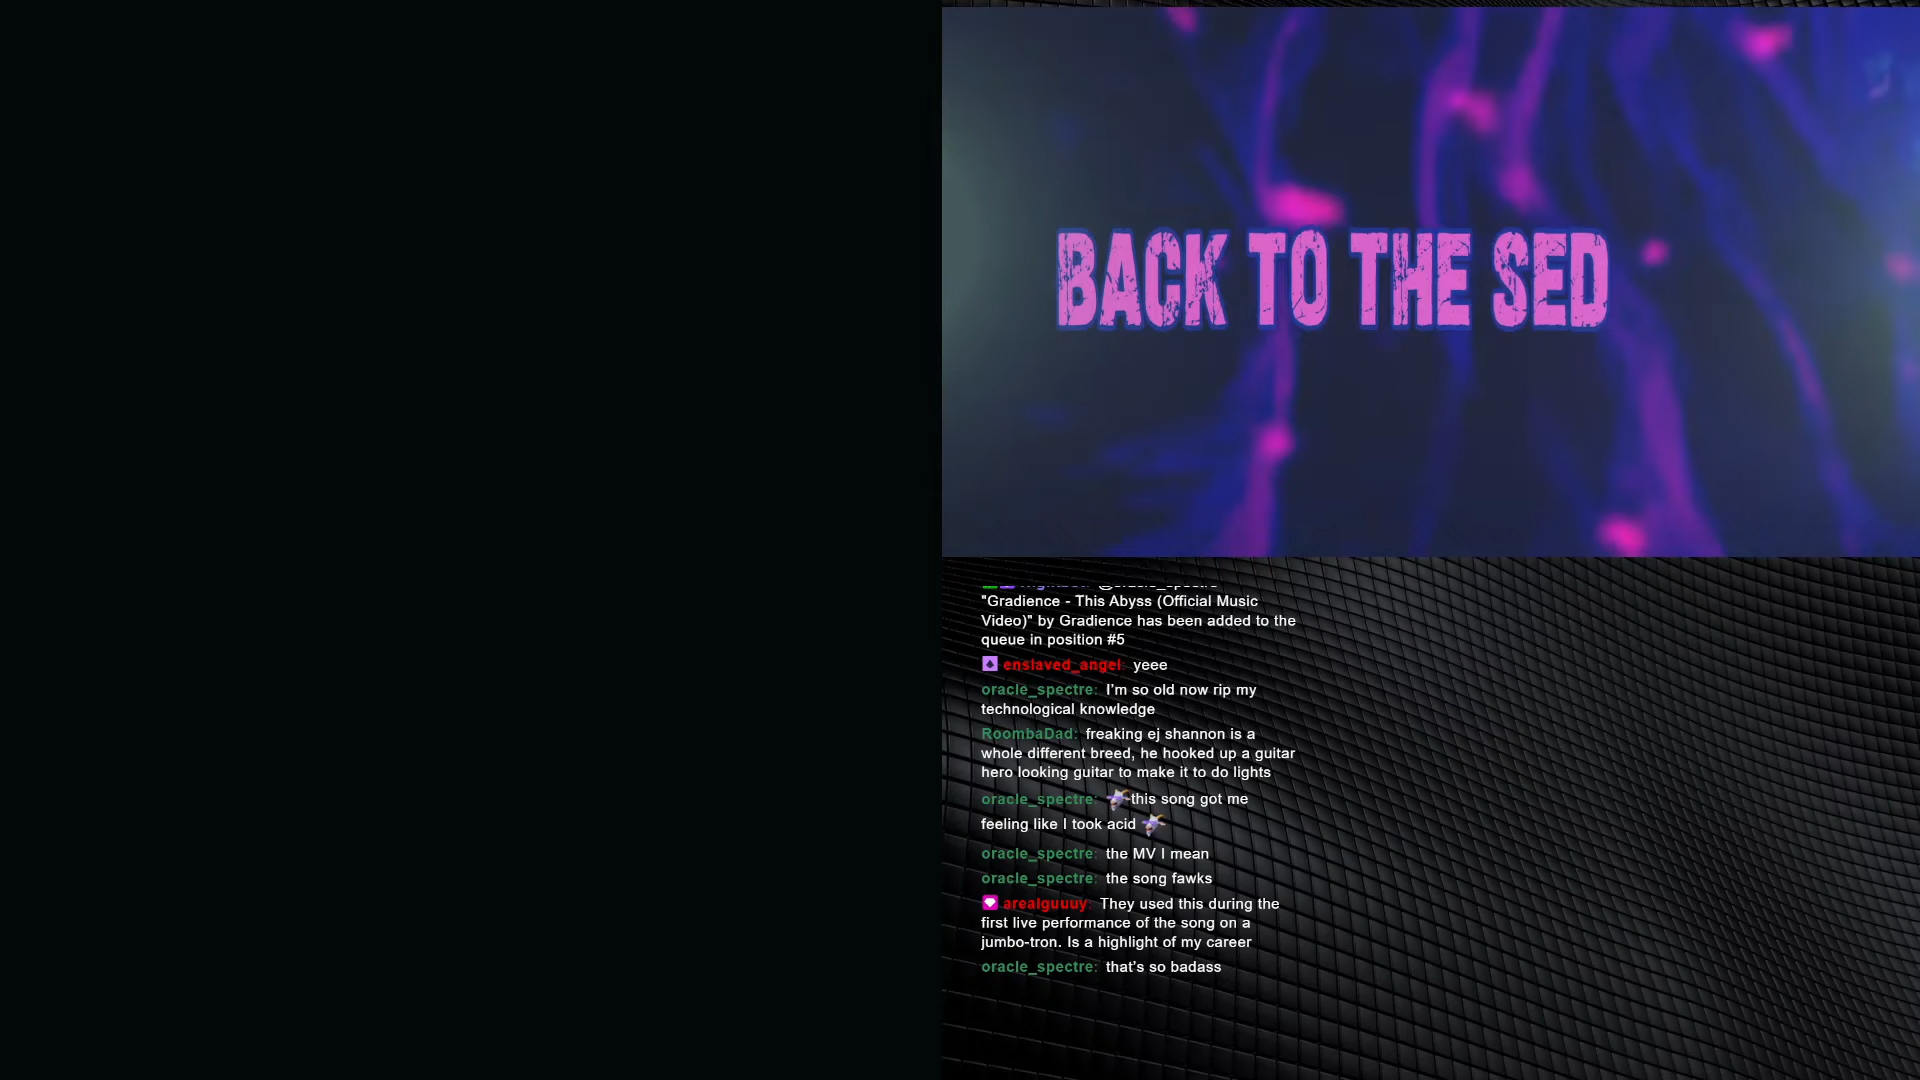 BACK TO THE SED
"Gradience - This Abyss (Official Music
Video)" by Gradience has been added to the
queue in position #5
enslaved_angel: yeee
oracle_spectre: I'm so old now rip my
technological knowledge
RoombaDad: freaking ej shannon is a
whole different breed, he hooked up a guitar
hero looking guitar to make it to do lights
oracle_spectre: this song got me
feeling like I took acid
oracle_spectre: the MV I mean
oracle_spectre: the song fawks
arealguuuy: They used this during the
first live performance of the song on a
jumbo-tron. Is a highlight of my career
oracle_spectre: that's so badass